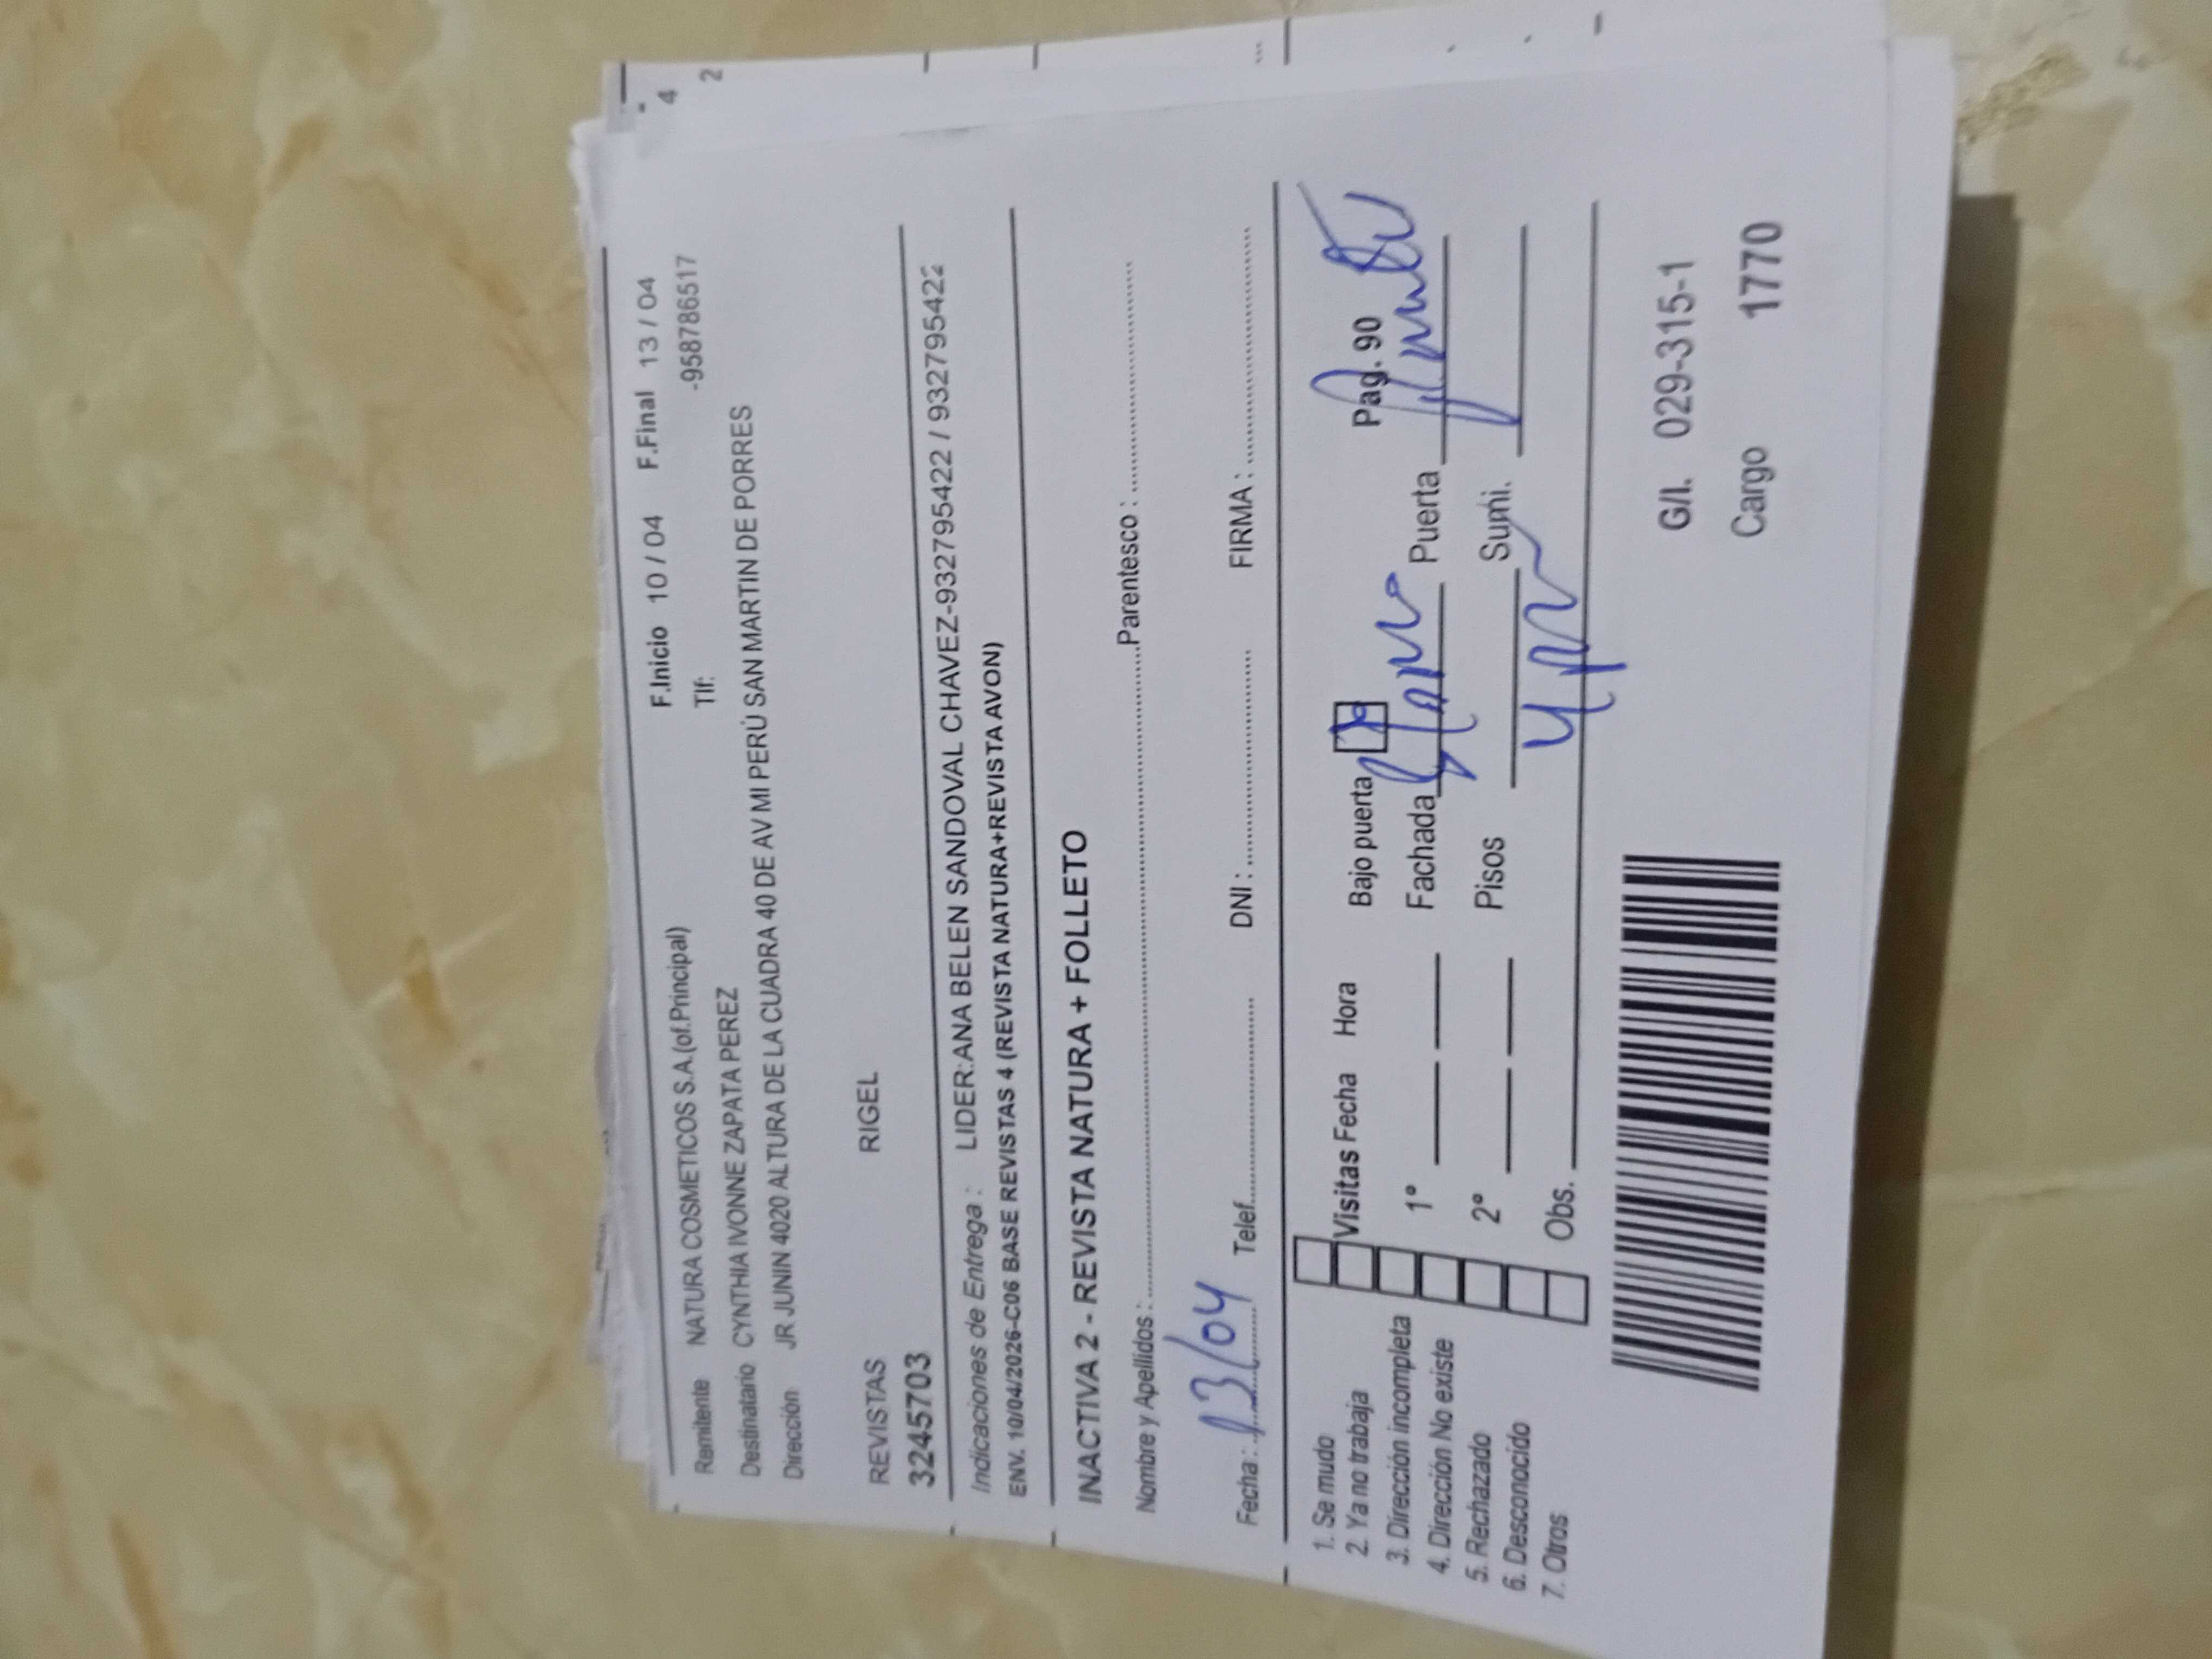 F.Inicio 10 / 04 F.Final 13 / 04
Remitente NATURA COSMETICOS S.A.(of.Principal) Tlf: -958786517
Destinatario CYNTHIA IVONNE ZAPATA PEREZ
Dirección JR JUNIN 4020 ALTURA DE LA CUADRA 40 DE AV MI PERÚ SAN MARTIN DE PORRES
REVISTAS RIGEL
3245703
Indicaciones de Entrega : LIDER:ANA BELEN SANDOVAL CHAVEZ-932795422 / 932795422
ENV. 10/04/2026-C06 BASE REVISTAS 4 (REVISTA NATURA+REVISTA AVON)
INACTIVA 2 - REVISTA NATURA + FOLLETO
Nombre y Apellidos : Parentesco :
Fecha : 13/04 Telef. DNI : FIRMA :
1. Se mudo
2. Ya no trabaja
3. Dirección incompleta
4. Dirección No existe
5. Rechazado
6. Desconocido
7. Otros
Visitas Fecha Hora Bajo puerta Pag. 90
1° Fachada Puerta
2° Pisos Sumi.
Obs.
G/I. 029-315-1
Cargo 1770
4
2